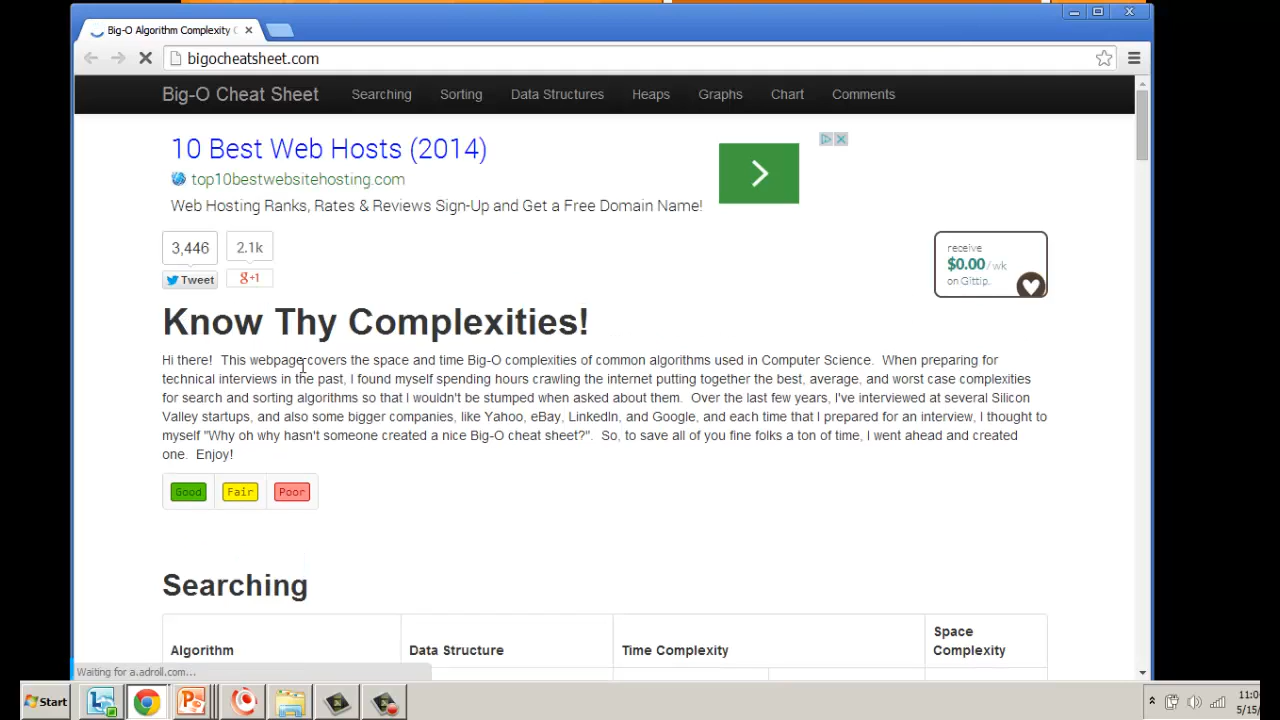 Big-O Algorithm Complexity C
bigocheatsheet.com
Big-O Cheat Sheet Searching Sorting Data Structures Heaps Graphs Chart Comments
10 Best Web Hosts (2014)
top10bestwebsitehosting.com
Web Hosting Ranks, Rates & Reviews Sign-Up and Get a Free Domain Name!
3,446 2.1k
Tweet g+1
receive
$0.00 / wk
on Gittip.
Know Thy Complexities!
Hi there! This webpage covers the space and time Big-O complexities of common algorithms used in Computer Science. When preparing for
technical interviews in the past, I found myself spending hours crawling the internet putting together the best, average, and worst case complexities
for search and sorting algorithms so that I wouldn't be stumped when asked about them. Over the last few years, I've interviewed at several Silicon
Valley startups, and also some bigger companies, like Yahoo, eBay, LinkedIn, and Google, and each time that I prepared for an interview, I thought to
myself "Why oh why hasn't someone created a nice Big-O cheat sheet?". So, to save all of you fine folks a ton of time, I went ahead and created
one. Enjoy!
Good Fair Poor
Searching
Algorithm Data Structure Time Complexity Space Complexity
Waiting for a.adroll.com...
Start
11:0
5/15/